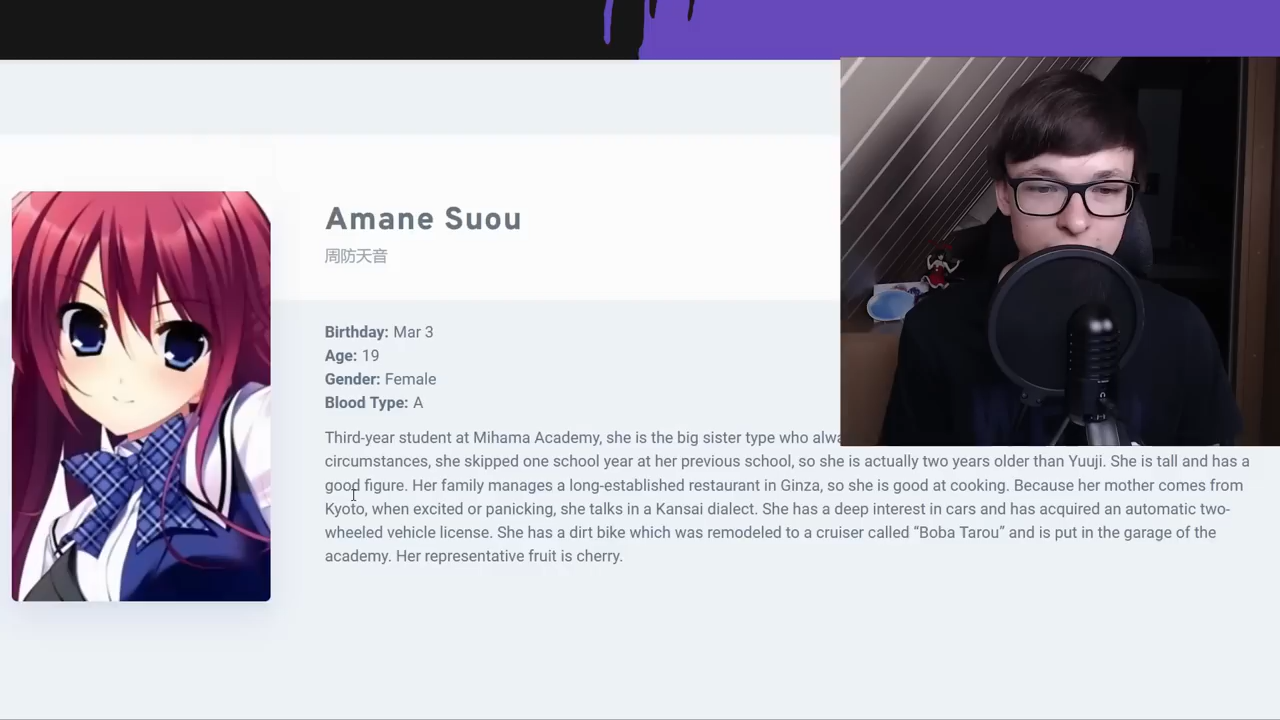 Amane Suou
周防天音
Birthday: Mar 3
Age: 19
Gender: Female
Blood Type: A
Third-year student at Mihama Academy, she is the big sister type who
circumstances, she skipped one school year at her previous school, so she is actually two years older than Yuuji. She is tall and has a
good figure. Her family manages a long-established restaurant in Ginza, so she is good at cooking. Because her mother comes from
Kyoto, when excited or panicking, she talks in a Kansai dialect. She has a deep interest in cars and has acquired an automatic two-
wheeled vehicle license. She has a dirt bike which was remodeled to a cruiser called “Boba Tarou” and is put in the garage of the
academy. Her representative fruit is cherry.